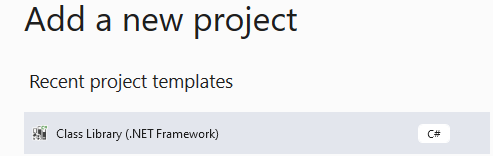 Add a new project
Recent project templates
Class Library (.NET Framework) C#